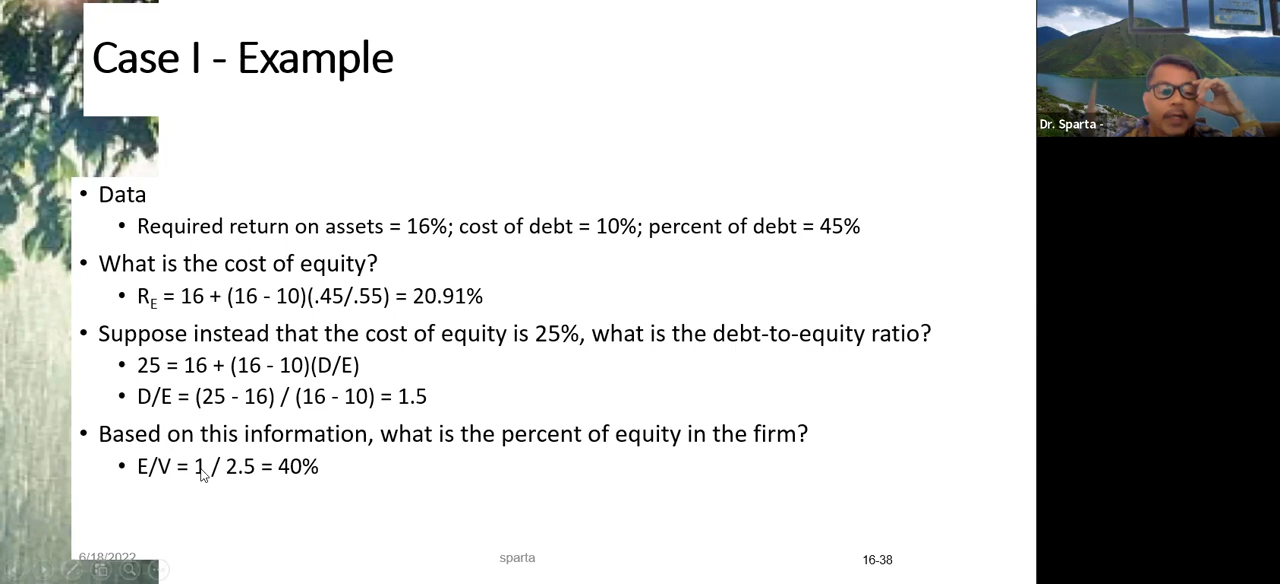 Case I - Example
Dr. Sparta -
• Data
• Required return on assets = 16%; cost of debt = 10%; percent of debt = 45%
• What is the cost of equity?
• RE = 16 + (16 - 10)(.45/.55) = 20.91%
• Suppose instead that the cost of equity is 25%, what is the debt-to-equity ratio?
• 25 = 16 + (16 - 10)(D/E)
• D/E = (25 - 16) / (16 - 10) = 1.5
• Based on this information, what is the percent of equity in the firm?
• E/V = 1 / 2.5 = 40%
6/18/2022 sparta 16-38